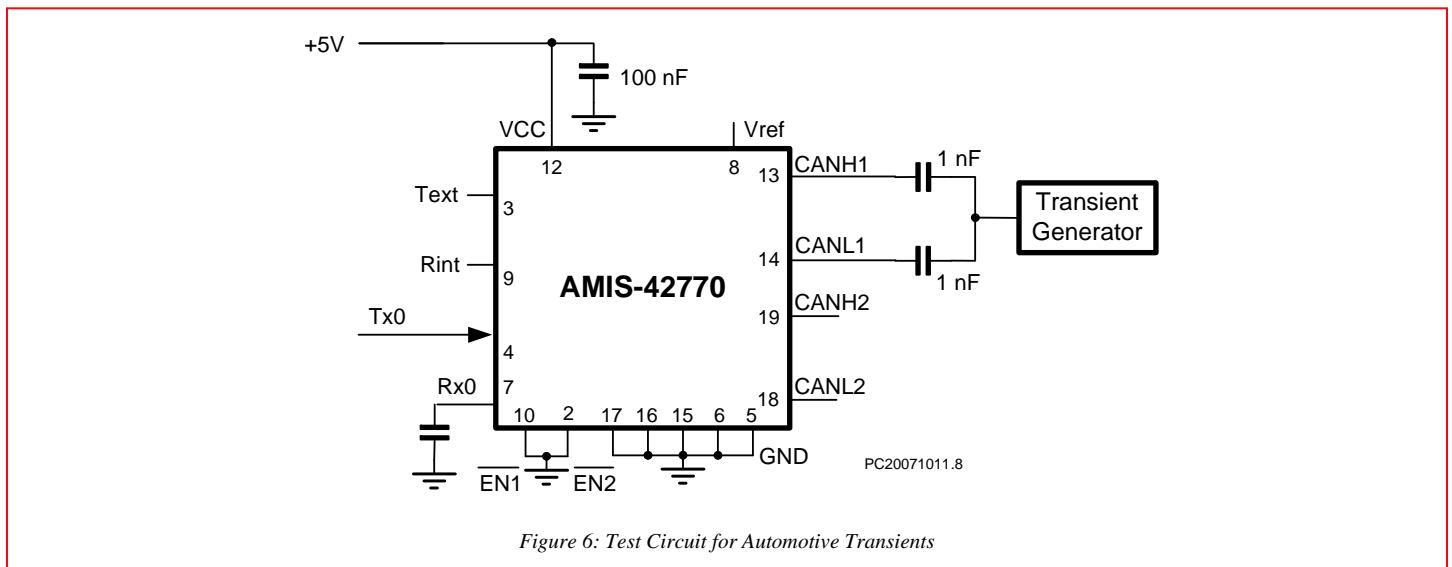 +5V
100 nF
VCC
Vref
12
8
13
CANH1
1 nF
Text
3
Transient
Generator
Rint
9
14
CANL1
1 nF
AMIS-42770
19
CANH2
Tx0
4
Rx0
7
18
CANL2
10
2
17
16
15
6
5
GND
EN1
EN2
PC20071011.8
Figure 6: Test Circuit for Automotive Transients